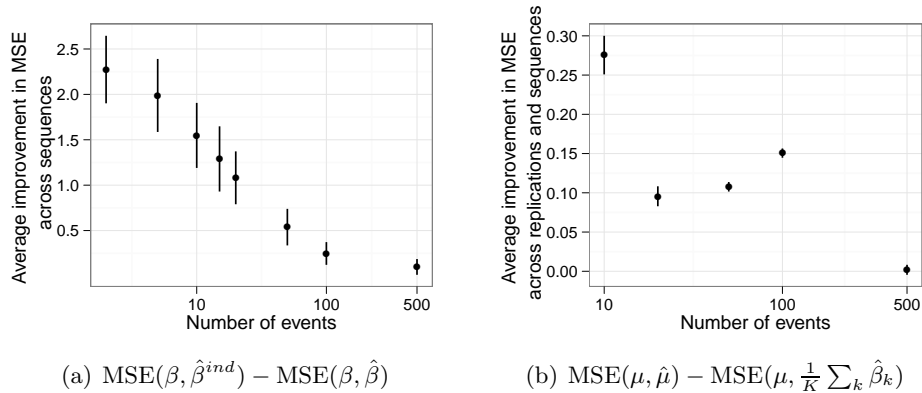 Average improvement in MSE
across sequences
2.5
2.0
1.5
1.0
0.5
10
100
500
Number of events
(a) MSE(β, β̂^{ind}) − MSE(β, β̂)
Average improvement in MSE
across replications and sequences
0.30
0.25
0.20
0.15
0.10
0.05
0.00
10
100
500
Number of events
(b) MSE(μ, μ̂) − MSE(μ, \frac{1}{K} ∑_k β̂_k)